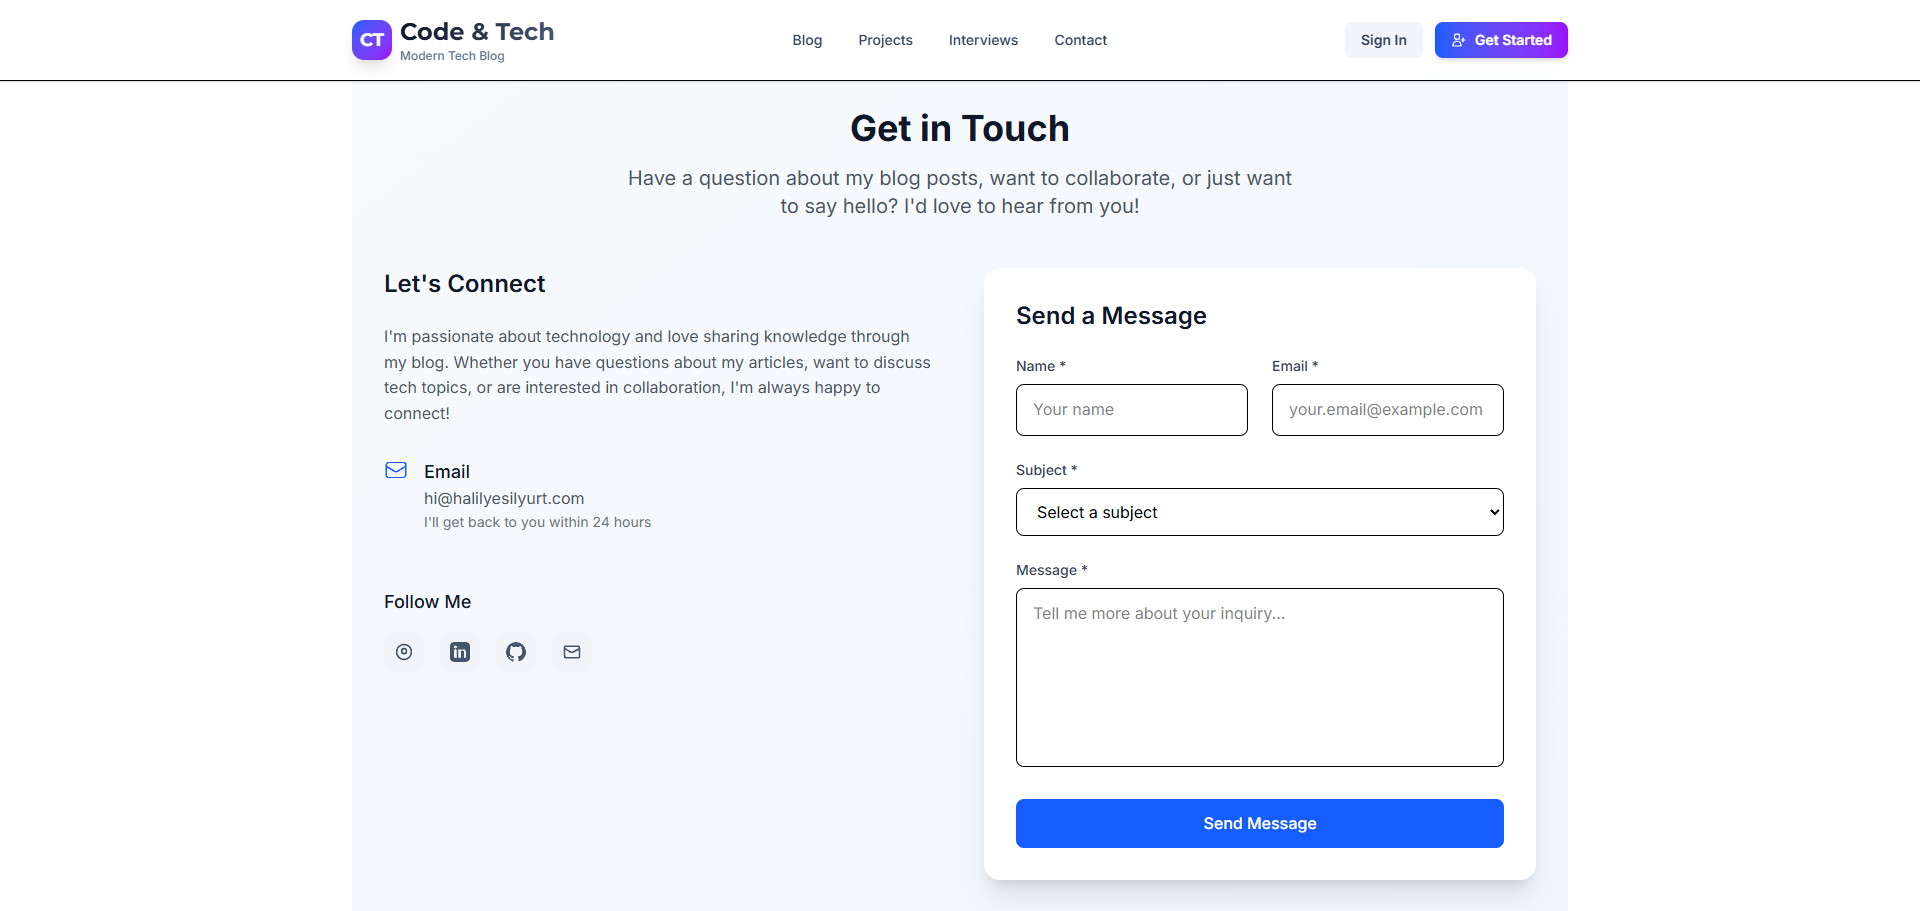 CT
Code & Tech
Modern Tech Blog
Blog
Projects
Interviews
Contact
Sign In
Get Started
Get in Touch
Have a question about my blog posts, want to collaborate, or just want
to say hello? I'd love to hear from you!
Let's Connect
I'm passionate about technology and love sharing knowledge through
my blog. Whether you have questions about my articles, want to discuss
tech topics, or are interested in collaboration, I'm always happy to
connect!
Email
hi@halilyesilyurt.com
I'll get back to you within 24 hours
Follow Me
in
Send a Message
Name *
Your name
Email *
your.email@example.com
Subject *
Select a subject
Message *
Tell me more about your inquiry...
Send Message